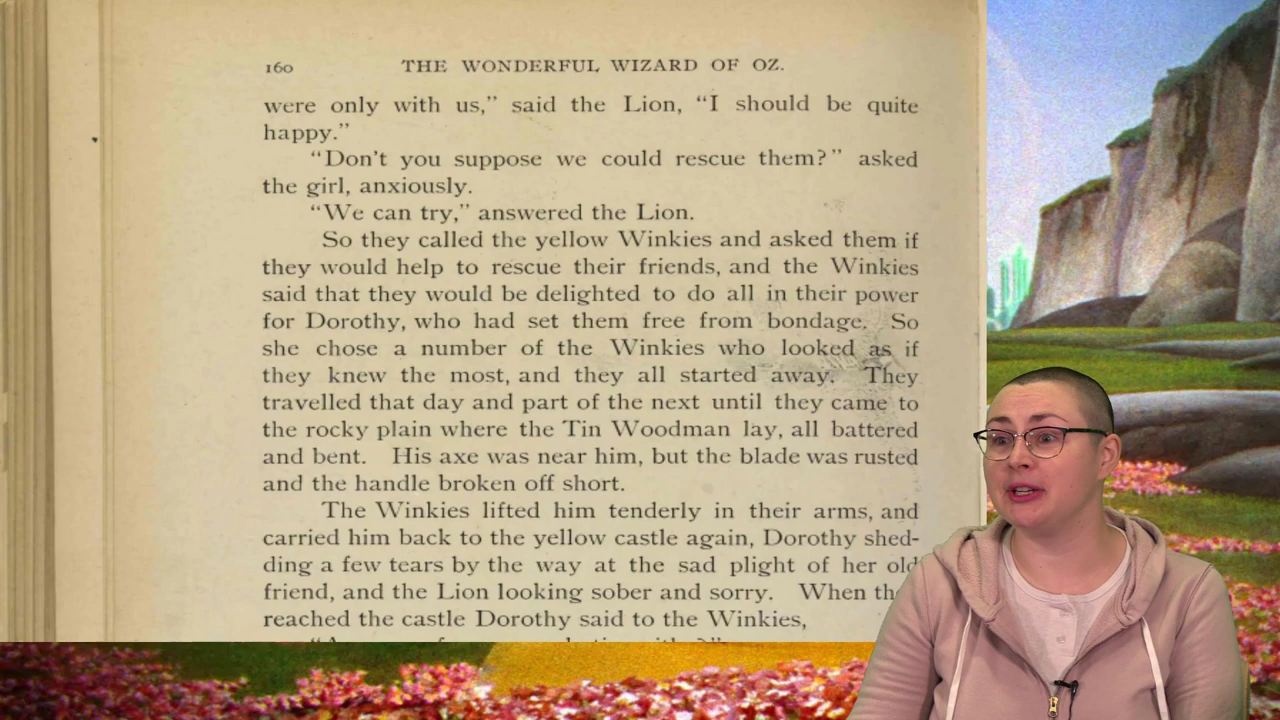 160 THE WONDERFUL WIZARD OF OZ.
were only with us,” said the Lion, “I should be quite
happy.”
“Don’t you suppose we could rescue them?” asked
the girl, anxiously.
“We can try,” answered the Lion.
So they called the yellow Winkies and asked them if
they would help to rescue their friends, and the Winkies
said that they would be delighted to do all in their power
for Dorothy, who had set them free from bondage. So
she chose a number of the Winkies who looked as if
they knew the most, and they all started away. They
travelled that day and part of the next until they came to
the rocky plain where the Tin Woodman lay, all battered
and bent. His axe was near him, but the blade was rusted
and the handle broken off short.
The Winkies lifted him tenderly in their arms, and
carried him back to the yellow castle again, Dorothy shed-
ding a few tears by the way at the sad plight of her old
friend, and the Lion looking sober and sorry. When
reached the castle Dorothy said to the Winkies,